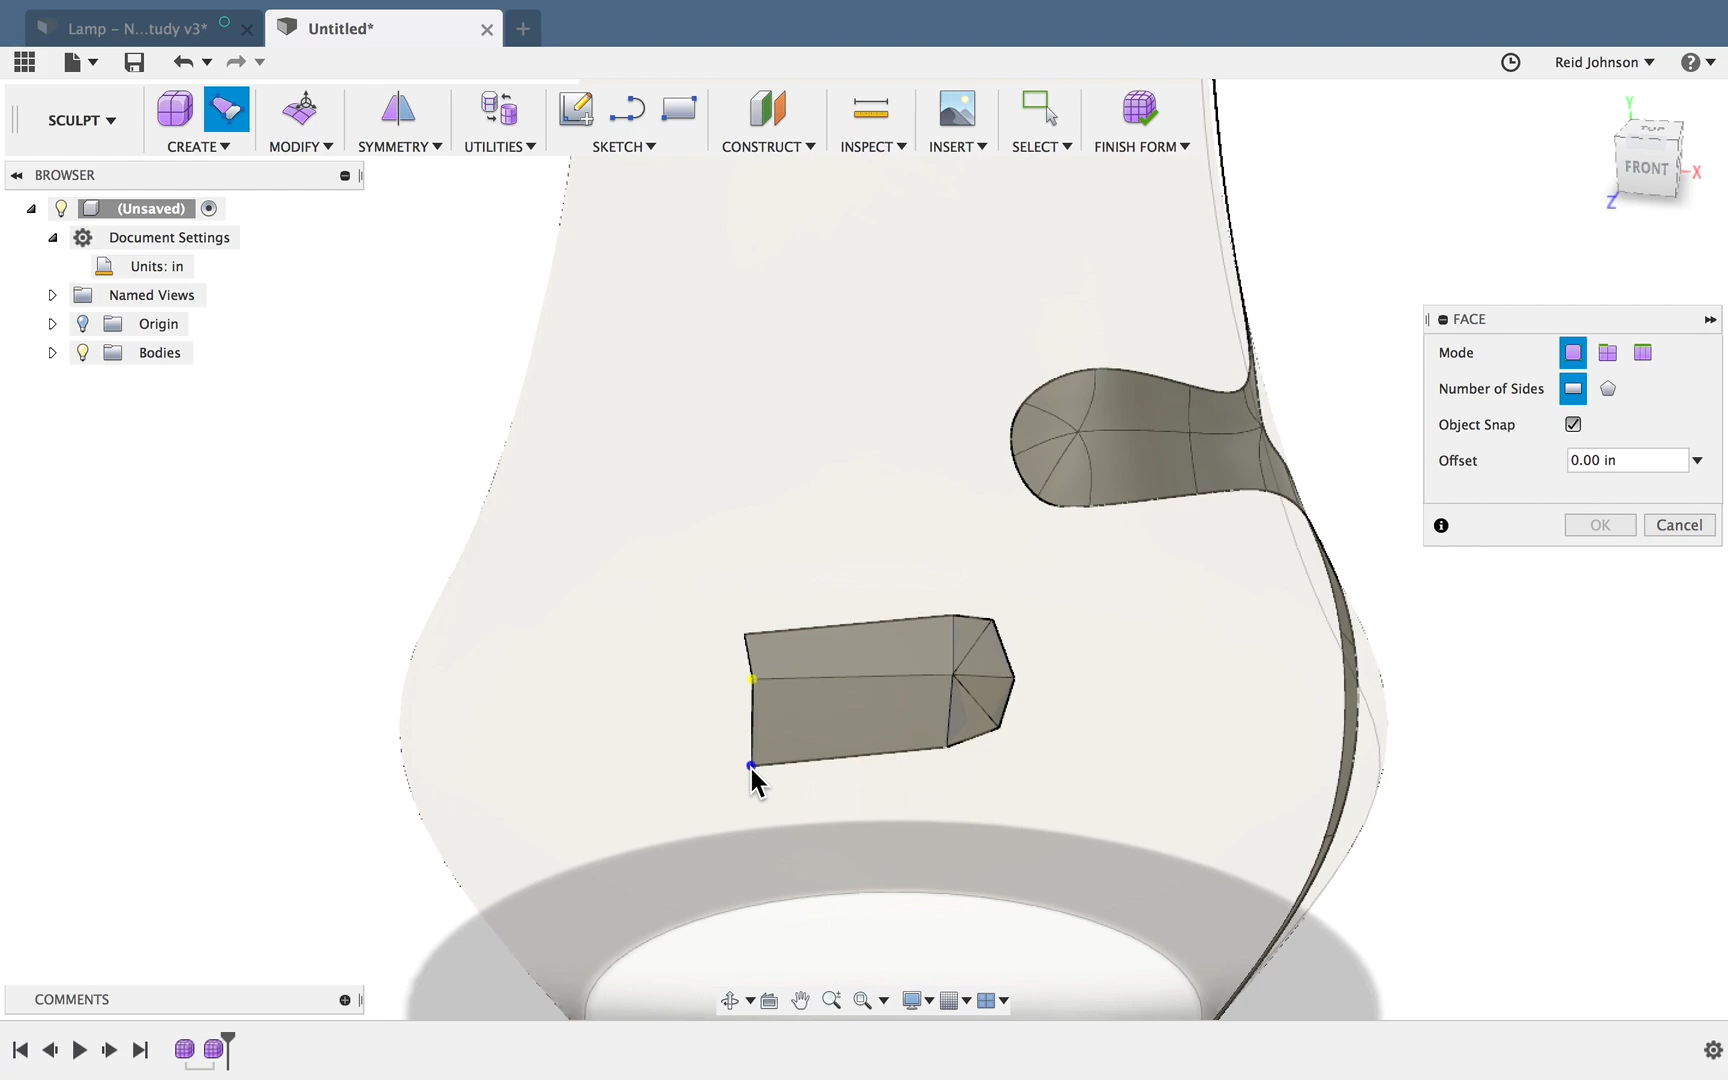 Lamp – N...tudy v3*
Untitled*
Reid Johnson
SCULPT
CREATE
MODIFY
SYMMETRY
UTILITIES
SKETCH
CONSTRUCT
INSPECT
INSERT
SELECT
FINISH FORM
Y
TOP
FRONT
X
Z
BROWSER
(Unsaved)
Document Settings
Units: in
Named Views
Origin
Bodies
FACE
Mode
Number of Sides
Object Snap
Offset
0.00 in
OK
Cancel
COMMENTS